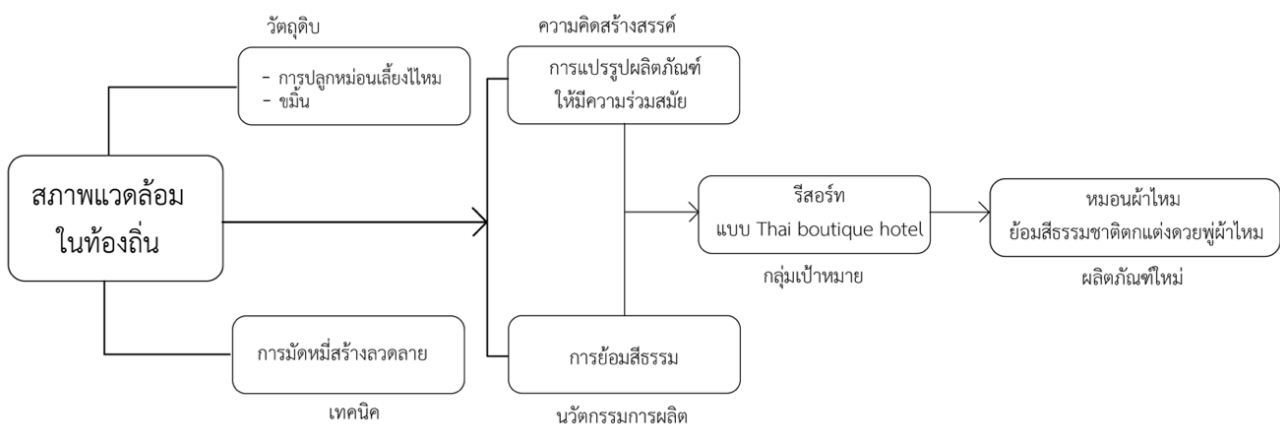 วัตถุดิบ
- การปลูกหม่อนเลี้ยงไไหม
- ขมิ้น
ความคิดสร้างสรรค์
การแปรรูปผลิตภัณฑ์
ให้มีความร่วมสมัย
สภาพแวดล้อม
ในท้องถิ่น
รีสอร์ท
แบบ Thai boutique hotel
กลุ่มเป้าหมาย
หมอนผ้าไหม
ย้อมสีธรรมชาติตกแต่งดวยพู่ผ้าไหม
ผลิตภัณฑ์ใหม่
การมัดหมี่สร้างลวดลาย
เทคนิค
การย้อมสีธรรม
นวัตกรรมการผลิต